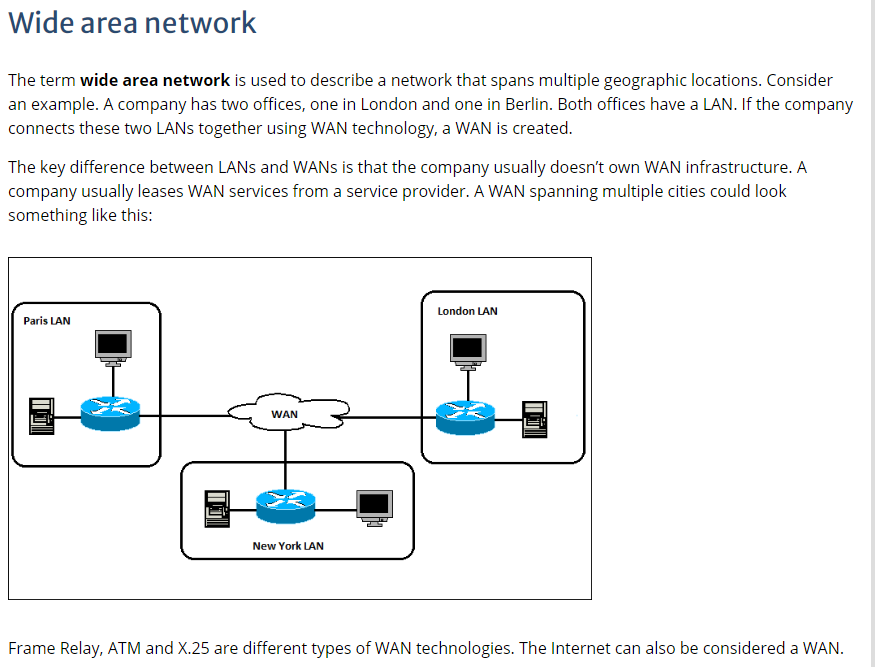 Wide area network
The term wide area network is used to describe a network that spans multiple geographic locations. Consider
an example. A company has two offices, one in London and one in Berlin. Both offices have a LAN. If the company
connects these two LANs together using WAN technology, a WAN is created.
The key difference between LANs and WANs is that the company usually doesn’t own WAN infrastructure. A
company usually leases WAN services from a service provider. A WAN spanning multiple cities could look
something like this:
Paris LAN
London LAN
WAN
New York LAN
Frame Relay, ATM and X.25 are different types of WAN technologies. The Internet can also be considered a WAN.